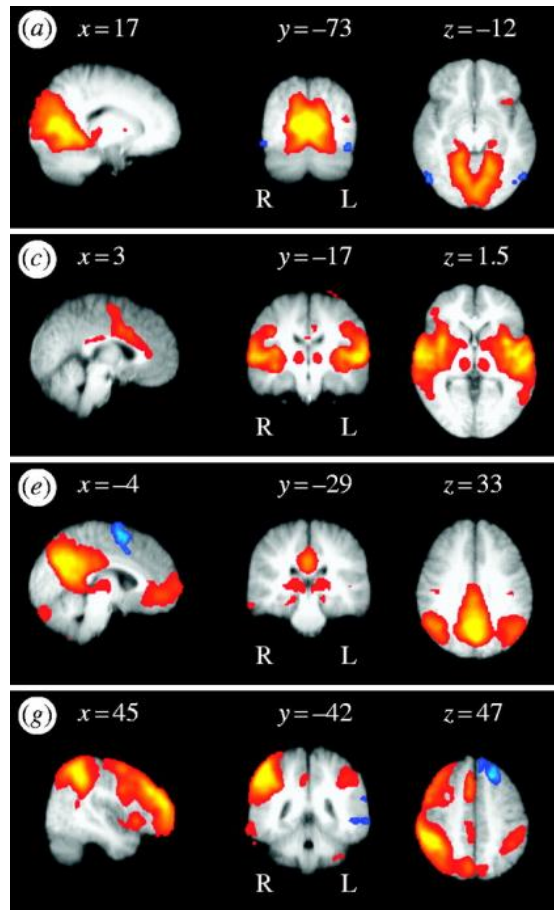 (a) x=17 y=−73 z=−12
R L
(c) x=3 y=−17 z=1.5
R L
(e) x=−4 y=−29 z=33
R L
(g) x=45 y=−42 z=47
R L